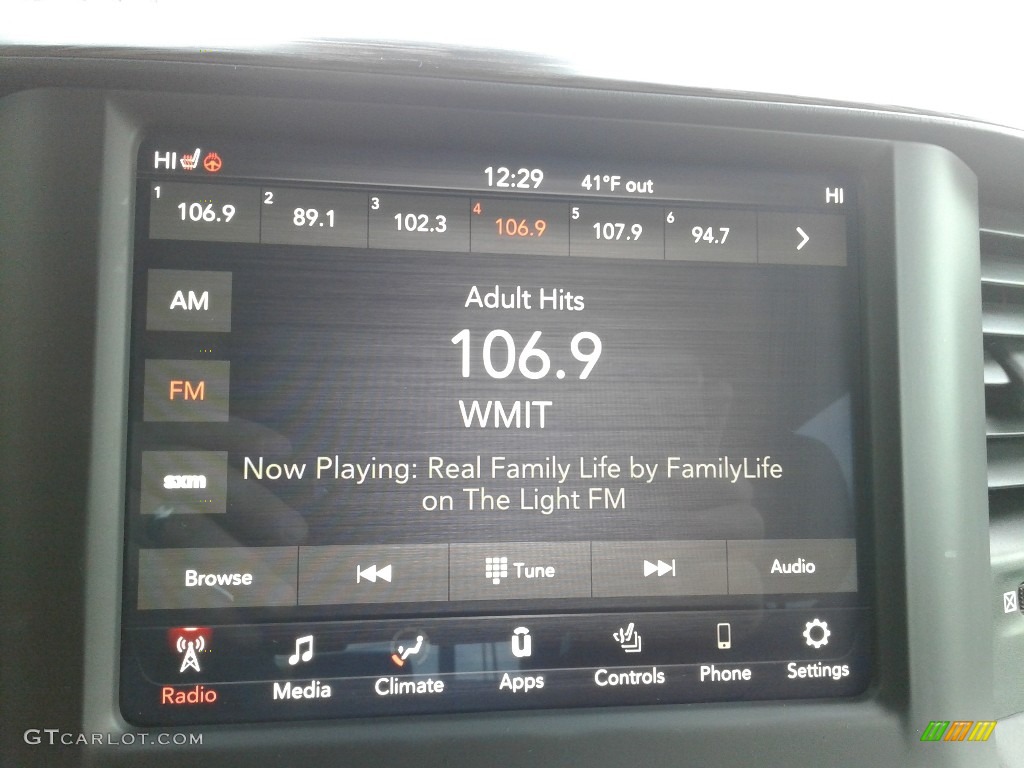 HI 12:29 41°F out HI
1 106.9 2 89.1 3 102.3 4 106.9 5 107.9 6 94.7
AM
Adult Hits
106.9
FM
WMIT
sxm
Now Playing: Real Family Life by FamilyLife
on The Light FM
Browse Tune Audio
Radio Media Climate Apps Controls Phone Settings
GTCARLOT.COM